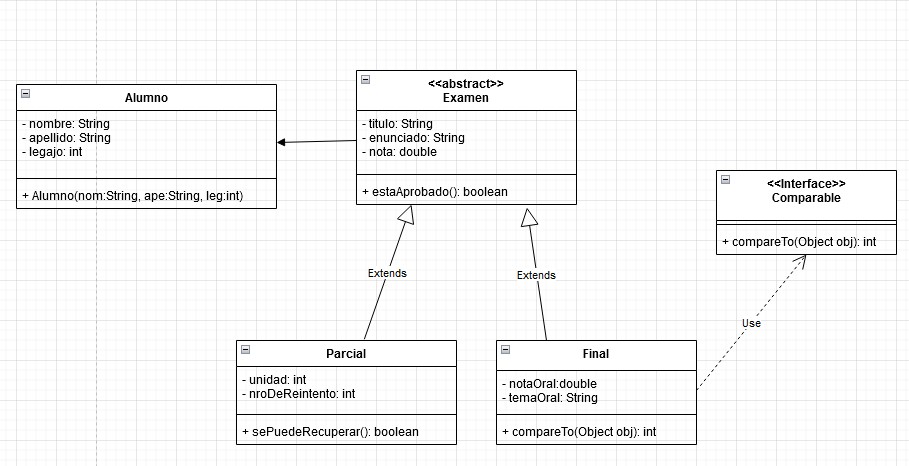 Alumno
- nombre: String
- apellido: String
- legajo: int
+ Alumno(nom:String, ape:String, leg:int)
<<abstract>>
Examen
- titulo: String
- enunciado: String
- nota: double
+ estaAprobado(): boolean
<<Interface>>
Comparable
+ compareTo(Object obj): int
Extends
Extends
Use
Parcial
- unidad: int
- nroDeReintento: int
+ sePuedeRecuperar(): boolean
Final
- notaOral:double
- temaOral: String
+ compareTo(Object obj): int